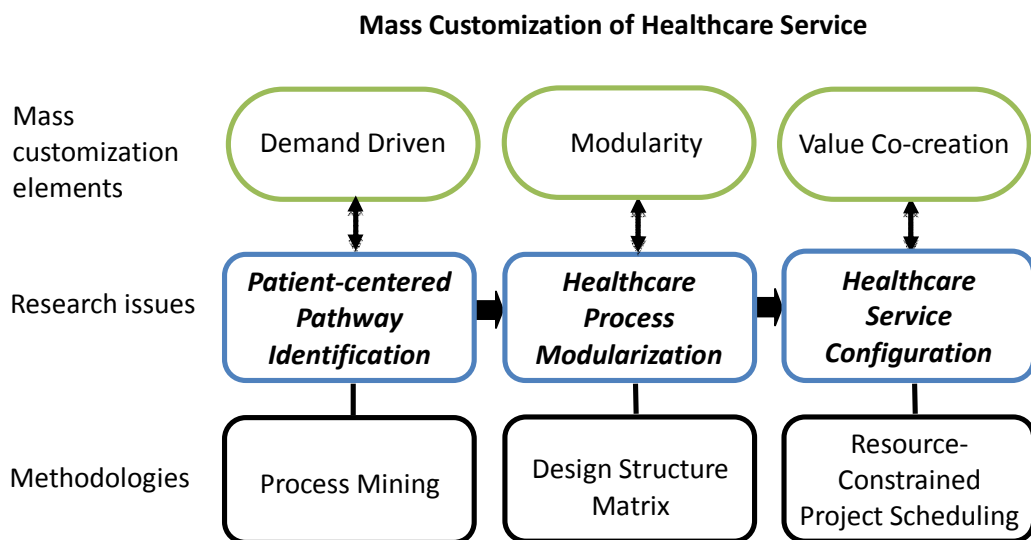 Mass Customization of Healthcare Service
Mass
customization
elements
Demand Driven
Modularity
Value Co-creation
Research issues
Patient-centered
Pathway
Identification
Healthcare
Process
Modularization
Healthcare
Service
Configuration
Methodologies
Process Mining
Design Structure
Matrix
Resource-
Constrained
Project Scheduling